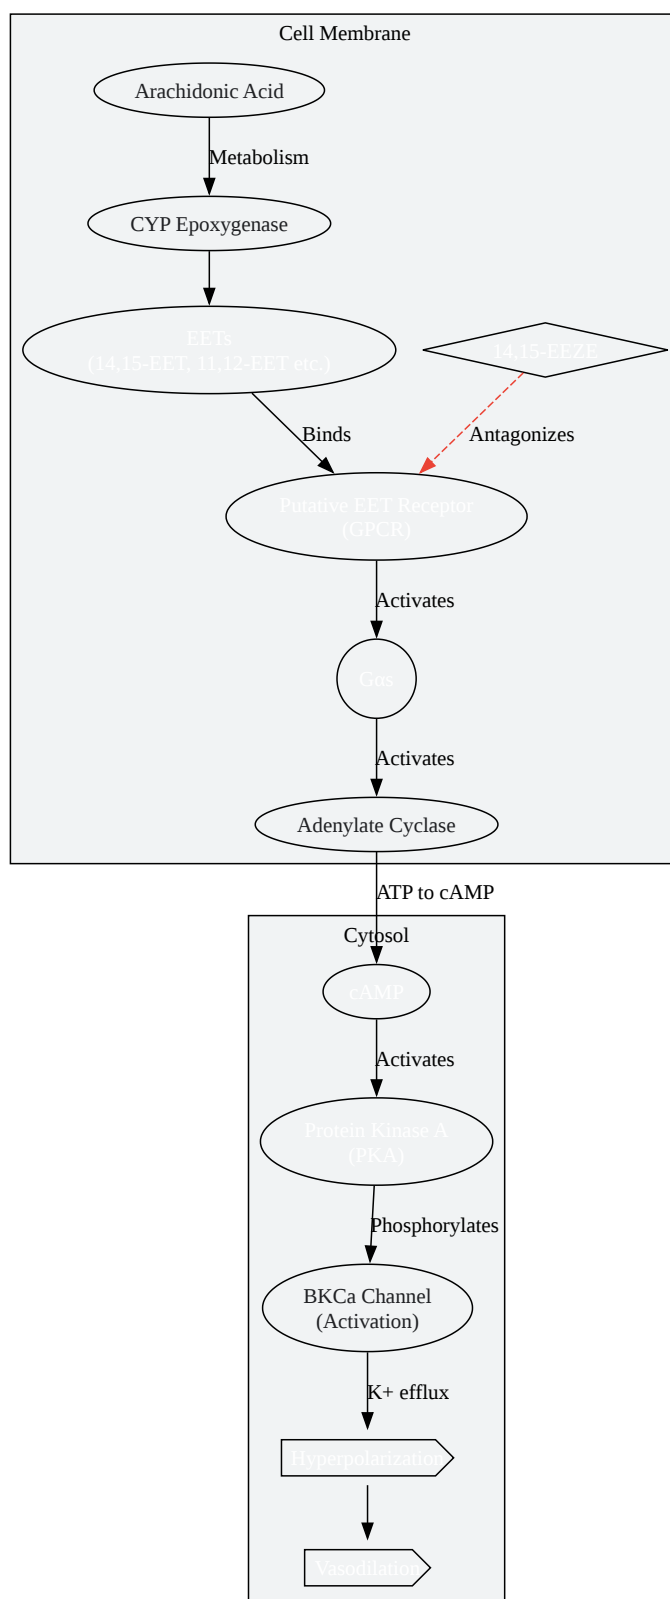 Cell Membrane
Arachidonic Acid
Metabolism
CYP Epoxygenase
EETs
(14,15-EET, 11,12-EET etc.)
14,15-EEZE
Binds
Antagonizes
Putative EET Receptor
(GPCR)
Activates
Gαs
Activates
Adenylate Cyclase
ATP to cAMP
Cytosol
cAMP
Activates
Protein Kinase A
(PKA)
Phosphorylates
BKCa Channel
(Activation)
K+ efflux
Hyperpolarization
Vasodilation